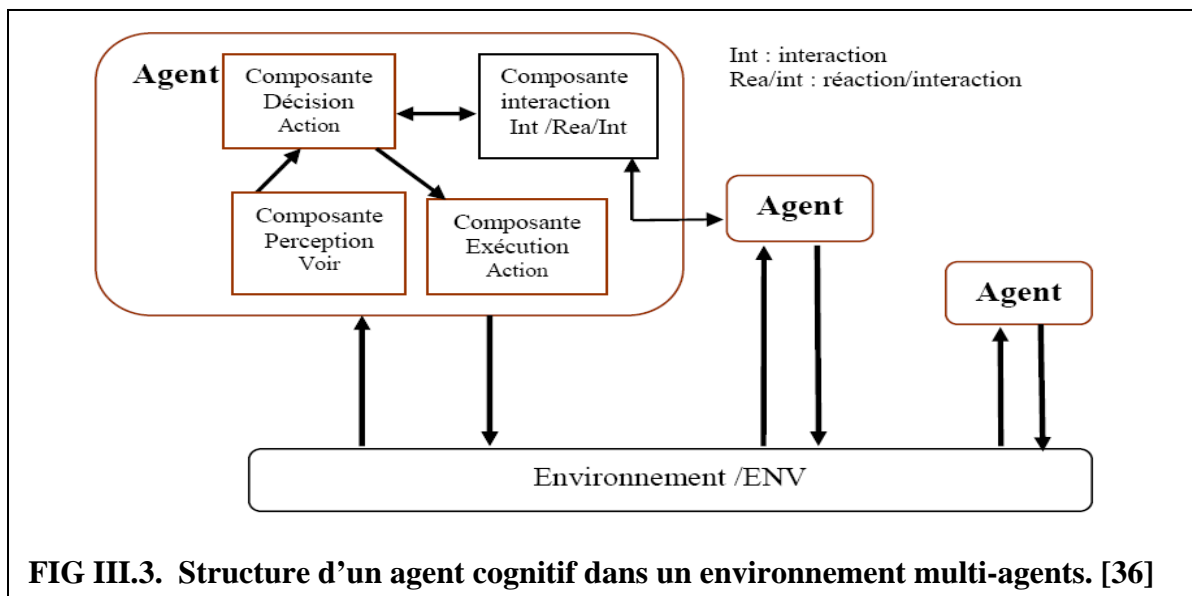 Agent
Composante
Décision
Action
Composante
interaction
Int /Rea/Int
Int : interaction
Rea/int : réaction/interaction
Composante
Perception
Voir
Composante
Exécution
Action
Agent
Agent
Environnement /ENV
FIG III.3. Structure d’un agent cognitif dans un environnement multi-agents. [36]